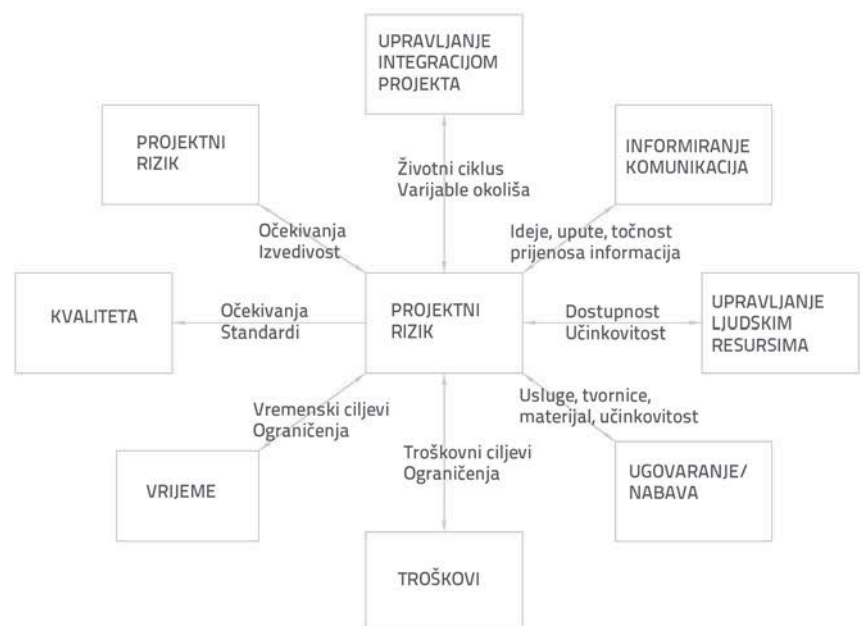 UPRAVLJANJE
INTEGRACIJOM
PROJEKTA
PROJEKTNI
RIZIK
INFORMIRANJE
KOMUNIKACIJA
Životni ciklus
Varijable okoliša
Očekivanja
Izvedivost
Ideje, upute, točnost
prijenosa informacija
KVALITETA
Očekivanja
Standardi
PROJEKTNI
RIZIK
Dostupnost
Učinkovitost
UPRAVLJANJE
LJUDSKIM
RESURSIMA
Vremenski ciljevi
Ograničenja
Troškovni ciljevi
Ograničenja
Usluge, tvornice,
materijal, učinkovitost
VRIJEME
UGOVARANJE/
NABAVA
TROŠKOVI